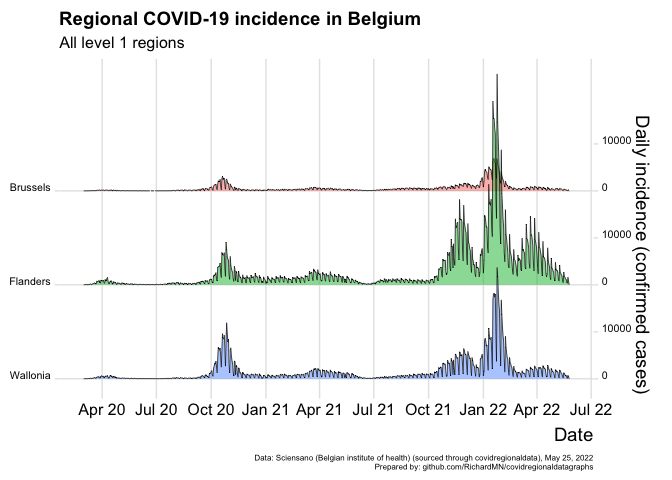 Regional COVID-19 incidence in Belgium
All level 1 regions
10000
Brussels
0
10000
Flanders
0
10000
Wallonia
0
Daily incidence (confirmed cases)
Apr 20 Jul 20 Oct 20 Jan 21 Apr 21 Jul 21 Oct 21 Jan 22 Apr 22 Jul 22
Date
Data: Sciensano (Belgian institute of health) (sourced through covidregionaldata), May 25, 2022
Prepared by: github.com/RichardMN/covidregionaldatagraphs